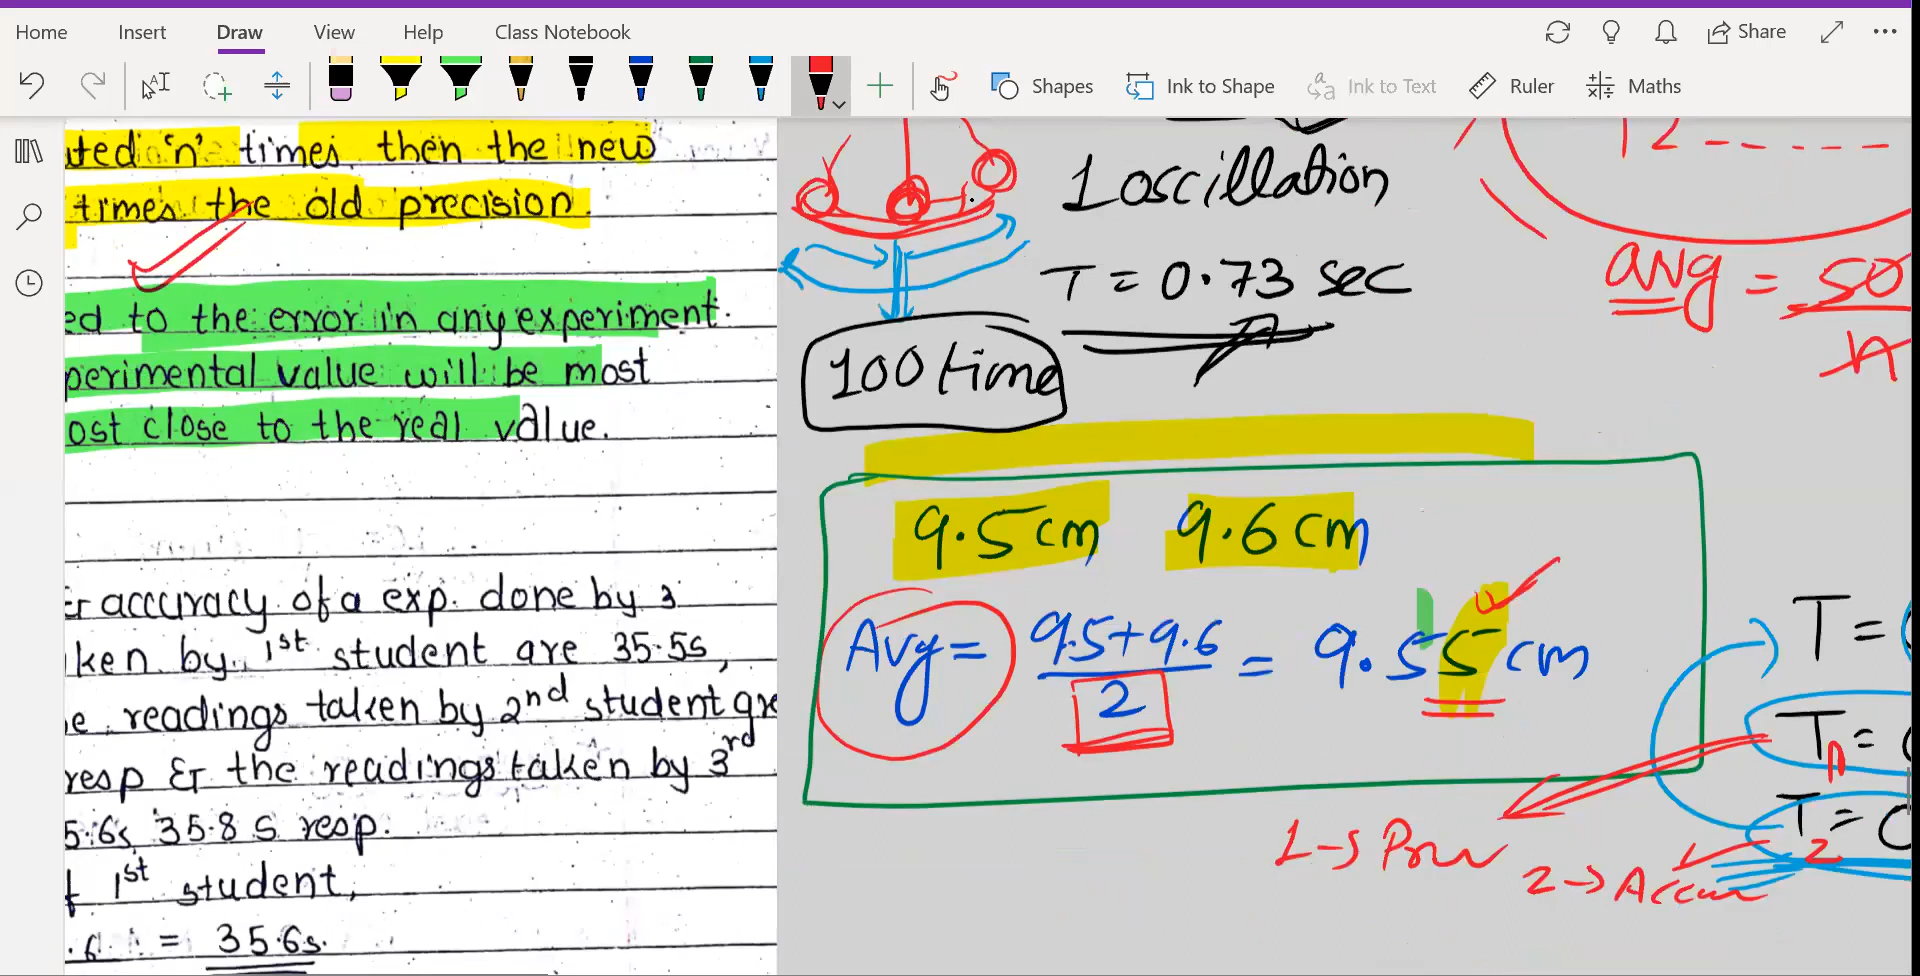 Home Insert Draw View Help Class Notebook Share
Shapes Ink to Shape Ink to Text Ruler Maths
ated 'n' times, then the new
times the old precision.
ed to the error in any experiment.
perimental value will be most
ost close to the real value.
& accuracy of a exp. done by 3
ken by 1st student are 35.5s,
e readings taken by 2nd student are
resp & the readings taken by 3rd
5.6s, 35.8 s resp.
f 1st student,
.6 = 35.6s.
1 oscillation
T = 0.73 sec
100 time
12 - - - - -
avg = 50
n
9.5 cm 9.6 cm
Avg = 9.5+9.6
2
= 9.55 cm
T =
Tn =
T2 =
2 → Accu